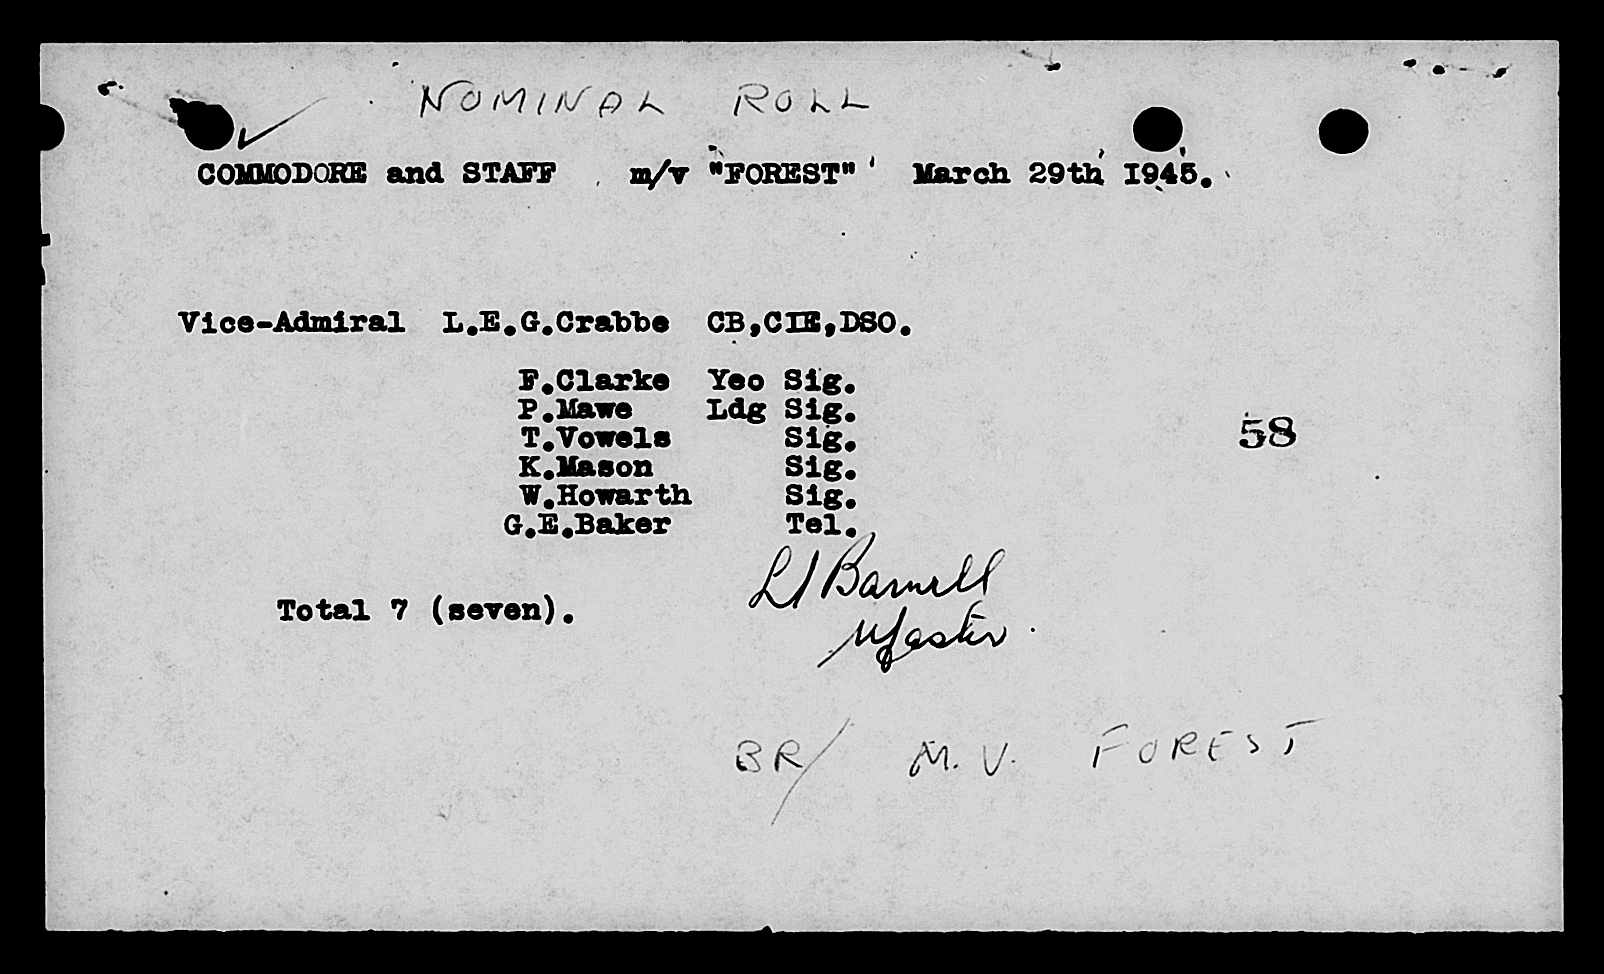 NOMINAL ROLL
COMMODORE and STAFF m/v "FOREST" March 29th 1945.
Vice-Admiral L.E.G.Crabbe CB,CIE,DSO.
F.Clarke Yeo Sig.
P.Mawe Ldg Sig.
T.Vowels Sig.
58
K.Mason Sig.
W.Howarth Sig.
G.E.Baker Tel.
Total 7 (seven).
Master
BR/ M.V. FOREST